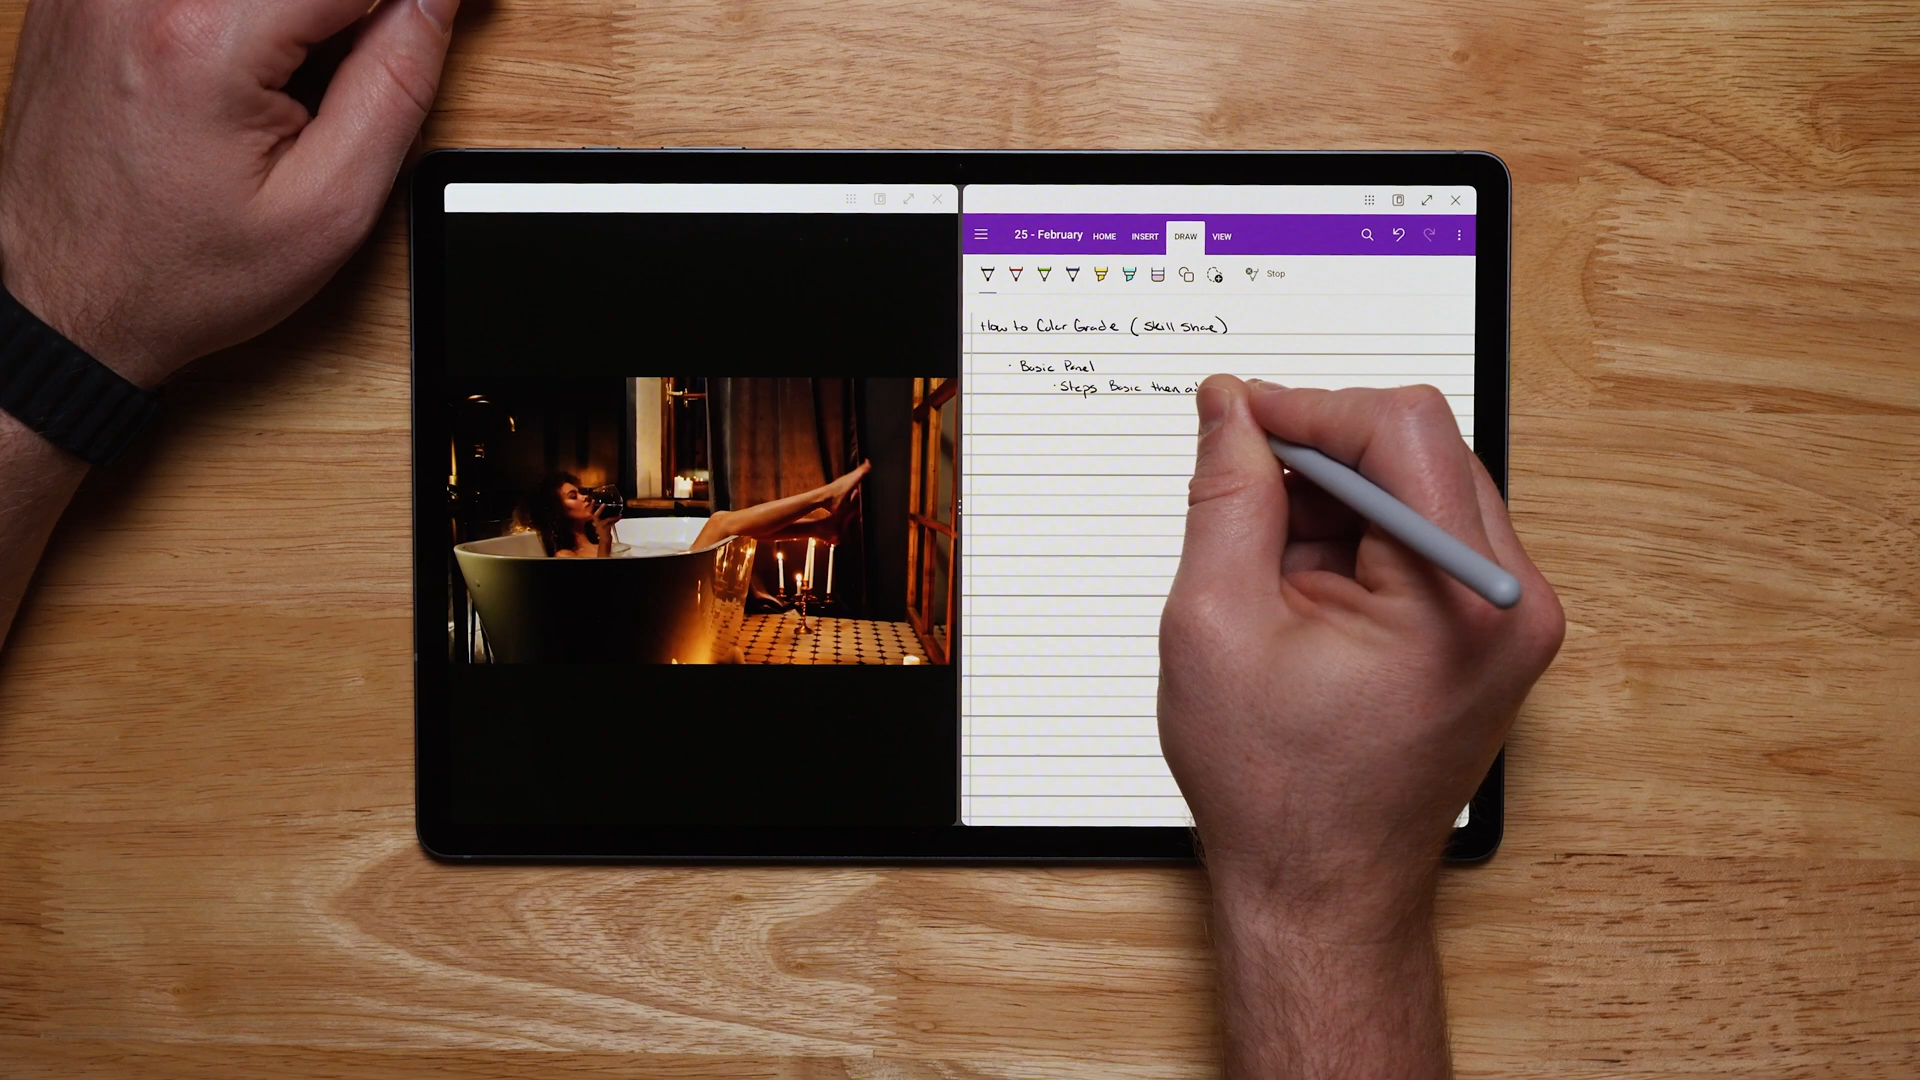 25 - February HOME INSERT DRAW VIEW
Stop
How to Color Grade (Skill Share)
· Basic Panel
· Steps Basic then